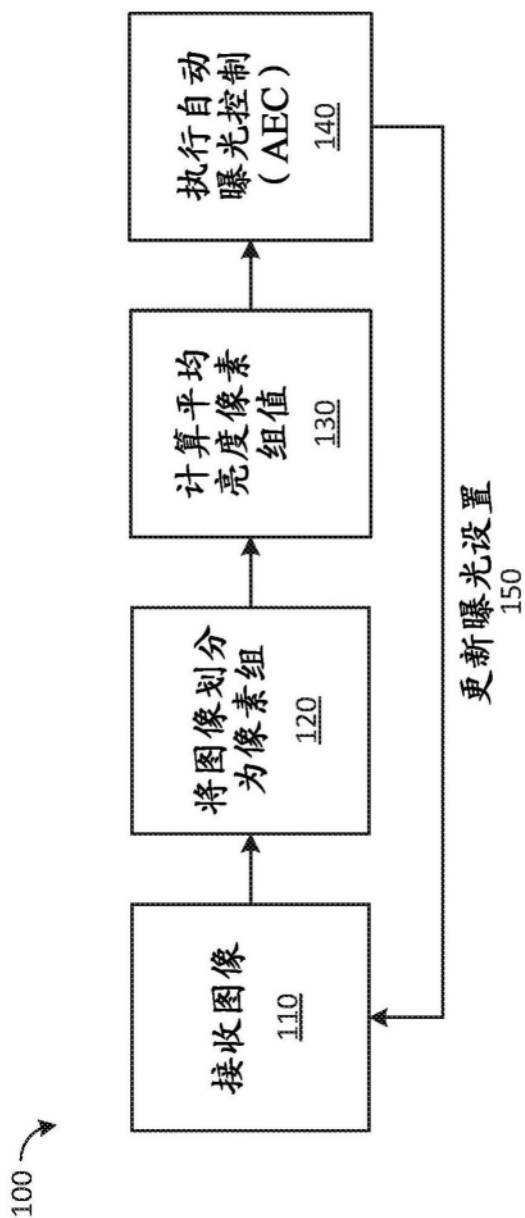 100
接收图像
110
将图像划分
为像素组
120
计算平均
亮度像素
组值
130
执行自动
曝光控制
(AEC)
140
更新曝光设置
150